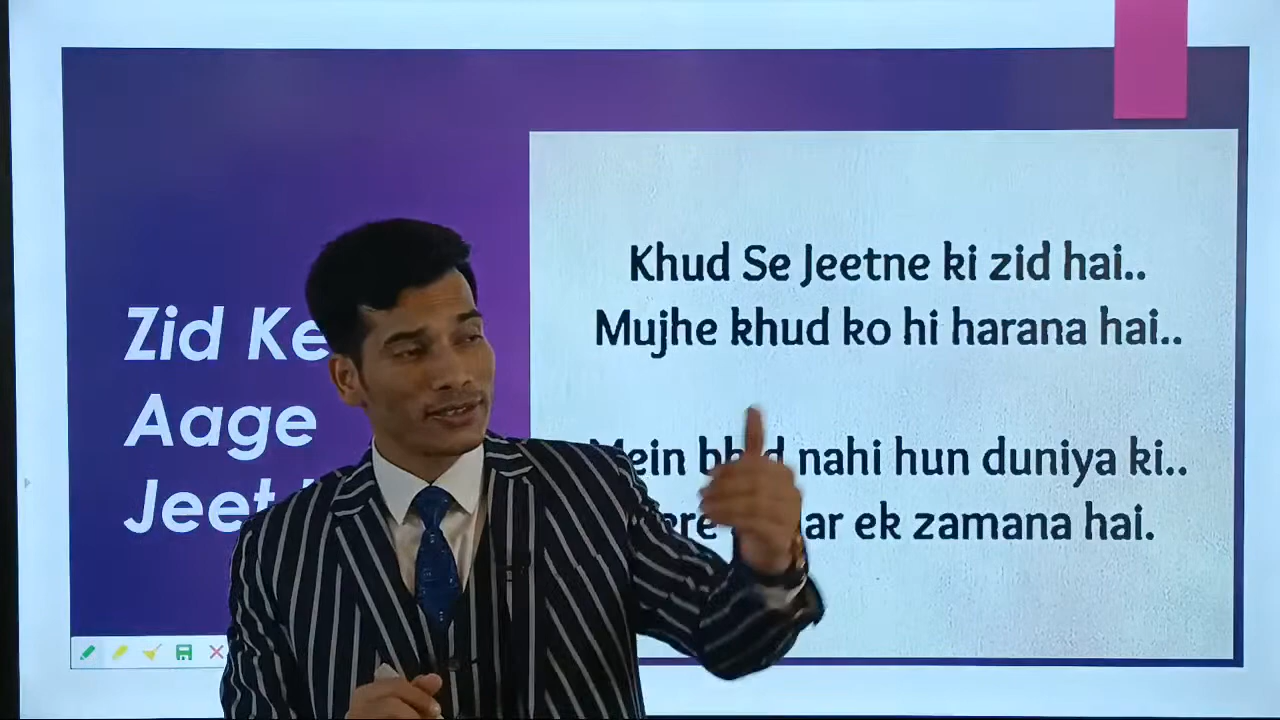 Zid Ke
Aage
Jeet
Khud Se Jeetne ki zid hai..
Mujhe khud ko hi harana hai..
nahi hun duniya ki..
ek zamana hai.